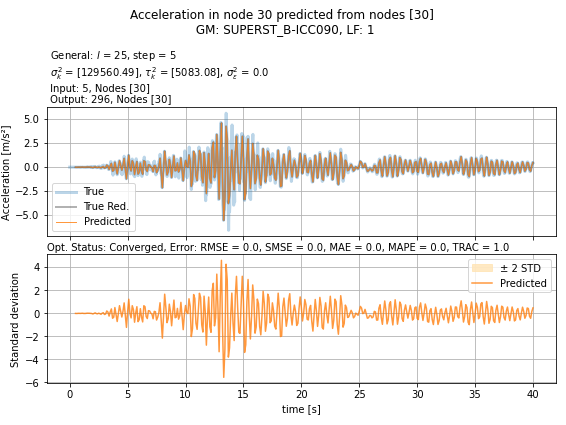 Acceleration in node 30 predicted from nodes [30]
GM: SUPERST_B-ICC090, LF: 1
General: l = 25, step = 5
σ²ₖ = [129560.49], τ²ₖ = [5083.08], σ²ₑ = 0.0
Input: 5, Nodes [30]
Output: 296, Nodes [30]
Acceleration [m/s²]
5.0
2.5
0.0
−2.5
−5.0
True
True Red.
Predicted
Opt. Status: Converged, Error: RMSE = 0.0, SMSE = 0.0, MAE = 0.0, MAPE = 0.0, TRAC = 1.0
Standard deviation
4
2
0
−2
−4
−6
± 2 STD
Predicted
0 5 10 15 20 25 30 35 40
time [s]